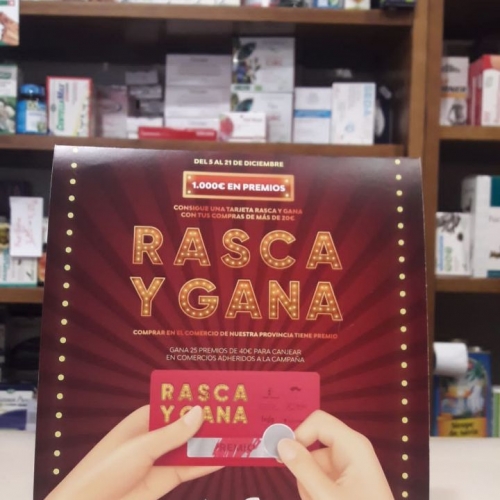 DEL 5 AL 21 DE DICIEMBRE
1.000€ EN PREMIOS
CONSIGUE UNA TARJETA RASCA Y GANA
CON TUS COMPRAS DE MÁS DE 20€
RASCA
Y GANA
COMPRAR EN EL COMERCIO DE NUESTRA PROVINCIA TIENE PREMIO
GANA 25 PREMIOS DE 40€ PARA CANJEAR
EN COMERCIOS ADHERIDOS A LA CAMPAÑA
RASCA
Y GANA